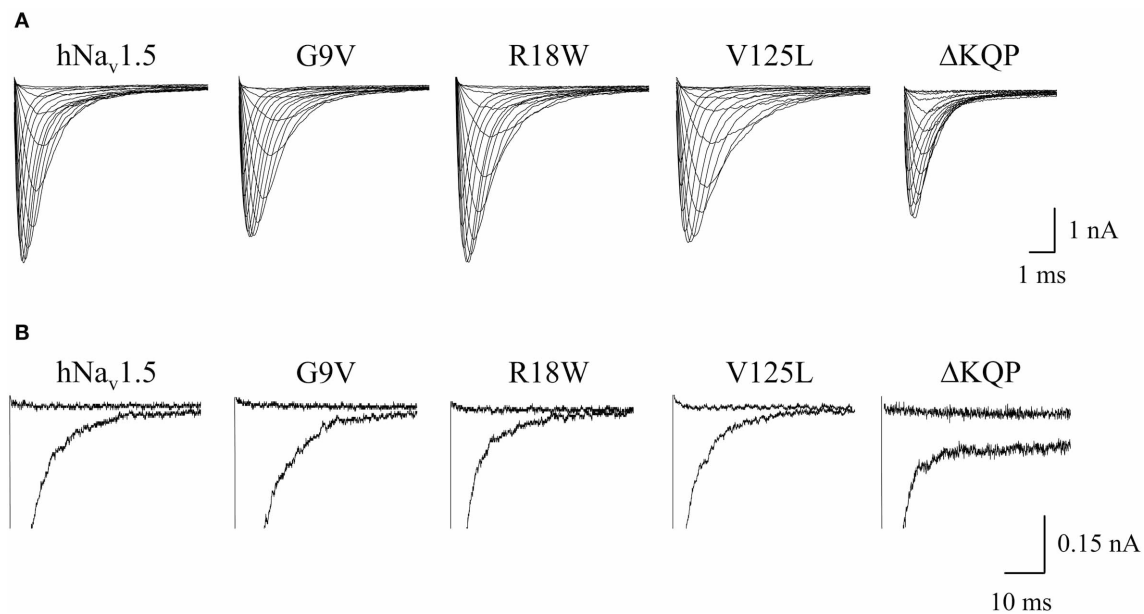 A
hNav1.5 G9V R18W V125L ΔKQP
1 nA
1 ms
B
hNav1.5 G9V R18W V125L ΔKQP
0.15 nA
10 ms